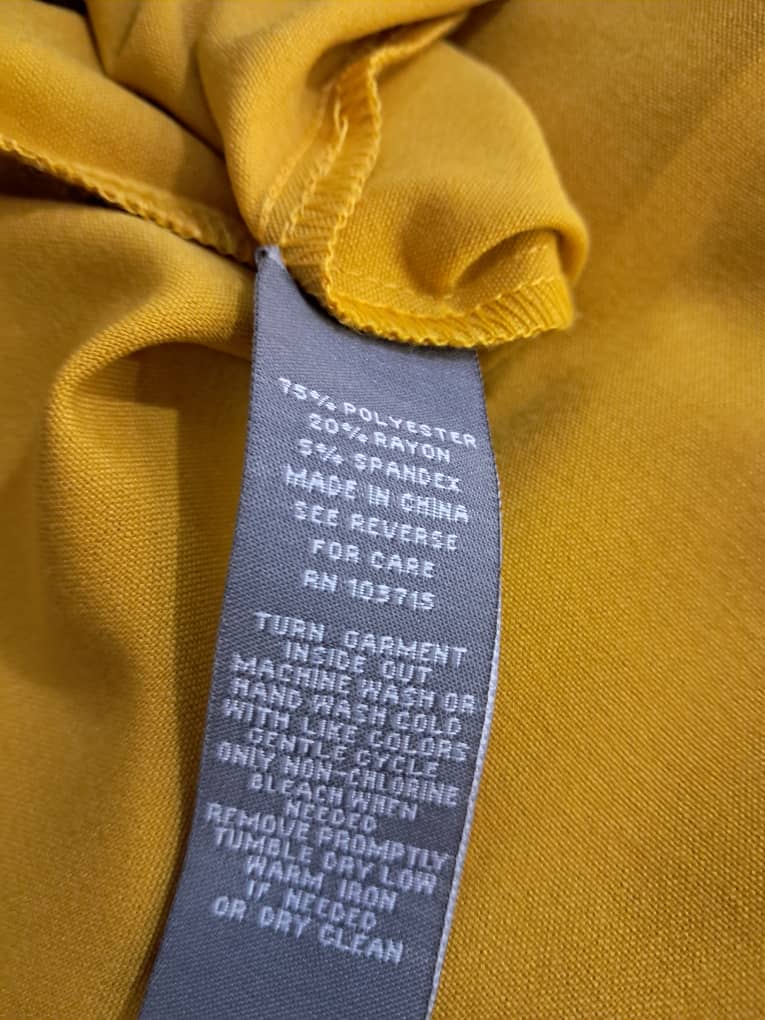 75% POLYESTER
20% RAYON
5% SPANDEX
MADE IN CHINA
SEE REVERSE
FOR CARE
RN 103715
TURN GARMENT
INSIDE OUT
MACHINE WASH OR
HAND WASH COLD
WITH LIKE COLORS
GENTLE CYCLE
ONLY NON-CHLORINE
BLEACH WHEN
NEEDED
REMOVE PROMPTLY
TUMBLE DRY LOW
WARM IRON
IF NEEDED
OR DRY CLEAN